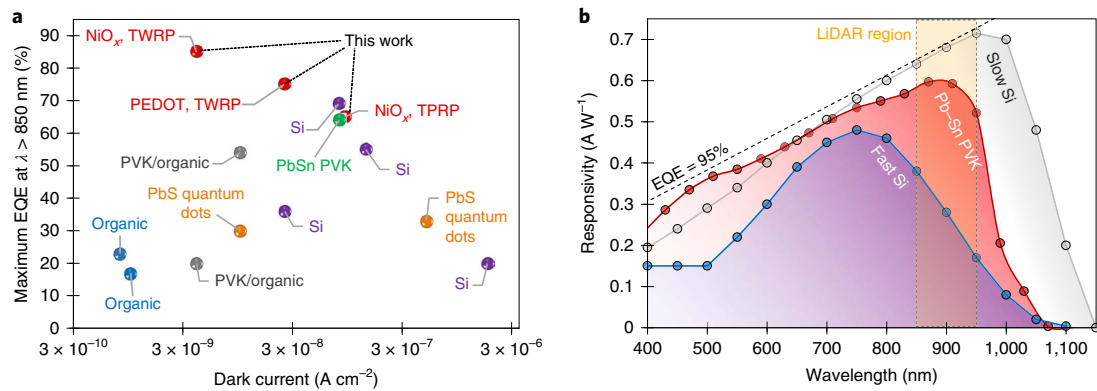 a
Maximum EQE at λ > 850 nm (%)
90
80
70
60
50
40
30
20
10
0
NiOₓ, TWRP
This work
PEDOT, TWRP
Si
NiOₓ, TPRP
PVK/organic
PbSn PVK
Si
PbS quantum
dots
PbS
quantum
dots
Organic
Si
Organic
PVK/organic
Si
3 × 10⁻¹⁰
3 × 10⁻⁹
3 × 10⁻⁸
3 × 10⁻⁷
3 × 10⁻⁶
Dark current (A cm⁻²)
b
Responsivity (A W⁻¹)
0.7
0.6
0.5
0.4
0.3
0.2
0.1
0
LiDAR region
EQE = 95%
Slow Si
Pb–Sn PVK
Fast Si
400
500
600
700
800
900
1,000
1,100
Wavelength (nm)